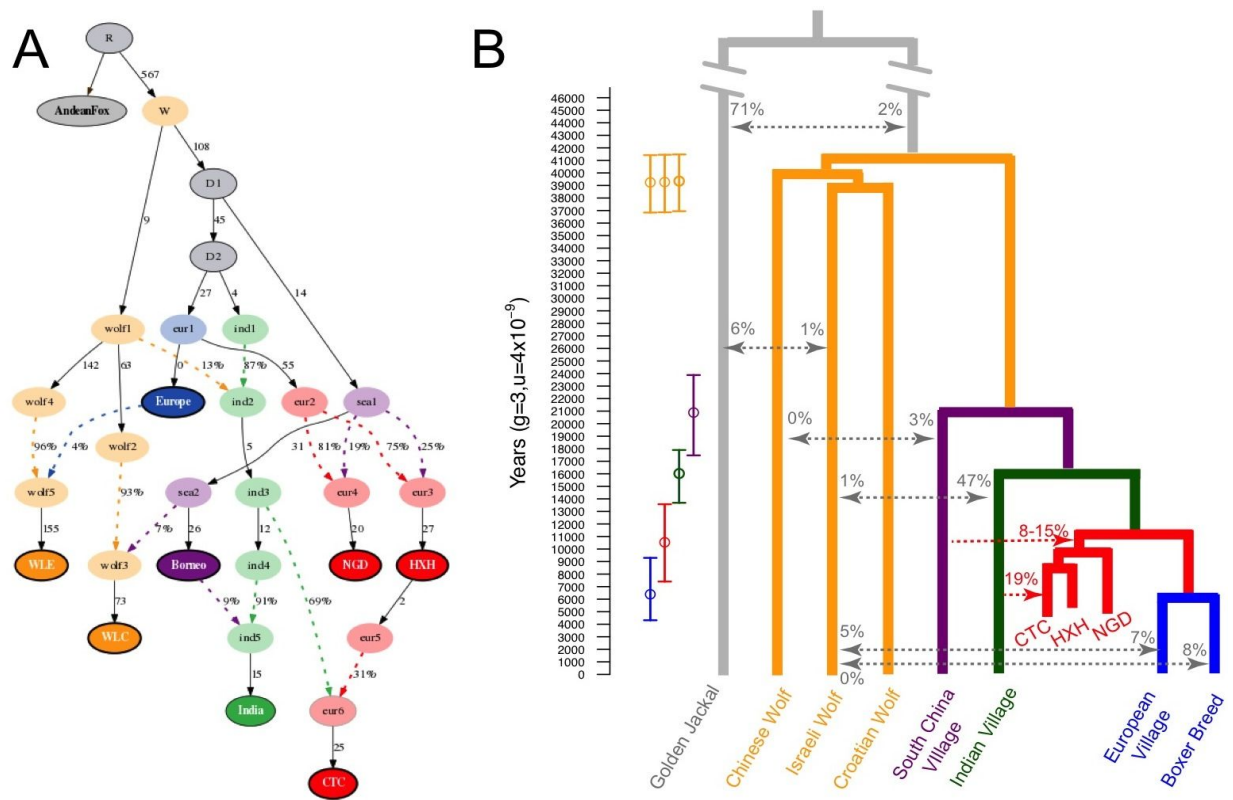 A
R
567
AndeanFox
W
108
D1
9
45
D2
27
4
14
wolf1
eur1
ind1
142
63
13%
0
87%
55
wolf4
Europe
ind2
eur2
sea1
96%
4%
wolf2
5
31
81%
19%
75%
25%
93%
wolf5
sea2
ind3
eur4
eur3
155
7%
26
12
20
27
WLE
wolf3
Borneo
ind4
NGD
HXH
73
9%
91%
69%
2
WLC
ind5
eur5
15
31%
India
eur6
25
CTC
B
Years (g=3,u=4x10⁻⁹)
46000
45000
44000
43000
42000
41000
40000
39000
38000
37000
36000
35000
34000
33000
32000
31000
30000
29000
28000
27000
26000
25000
24000
23000
22000
21000
20000
19000
18000
17000
16000
15000
14000
13000
12000
11000
10000
9000
8000
7000
6000
5000
4000
3000
2000
1000
0
71%
2%
6%
1%
0%
3%
1%
47%
8-15%
19%
CTC
HXH
NGD
5%
7%
8%
0%
Golden Jackal
Chinese Wolf
Israeli Wolf
Croatian Wolf
South China
VIllage
Indian Village
European
Village
Boxer Breed